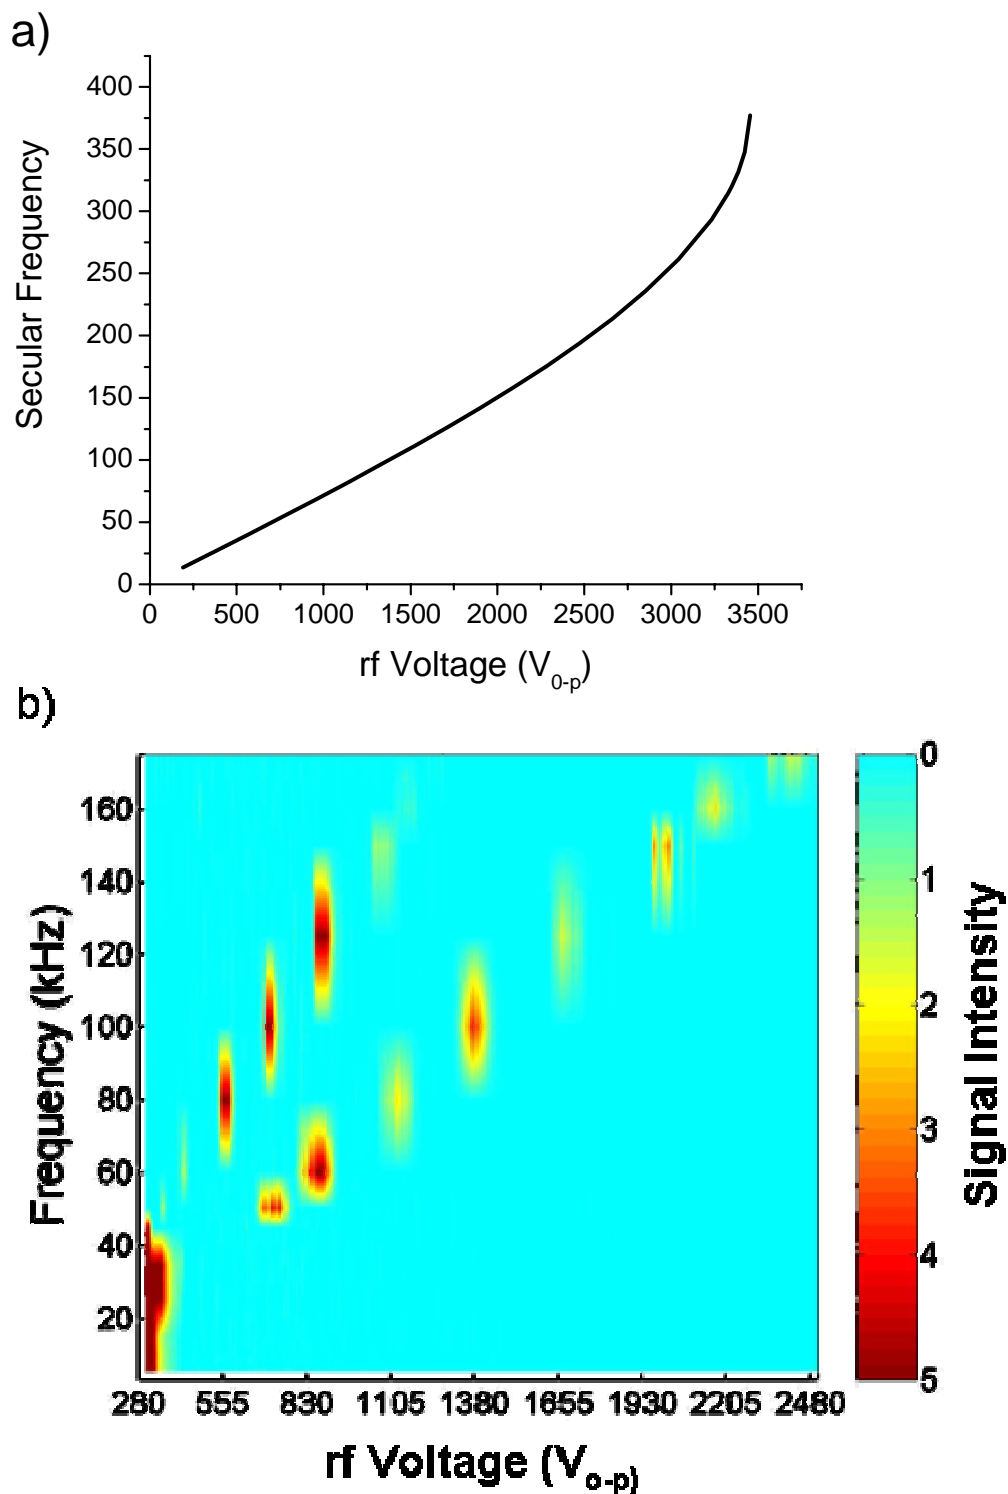 a)
400
350
300
250
200
150
100
50
0
Secular Frequency
0 500 1000 1500 2000 2500 3000 3500
rf Voltage (V0-p)
b)
160
140
120
100
80
60
40
20
Frequency (kHz)
280 555 830 1105 1380 1655 1930 2205 2480
rf Voltage (Vo-p)
0
1
2
3
4
5
Signal Intensity